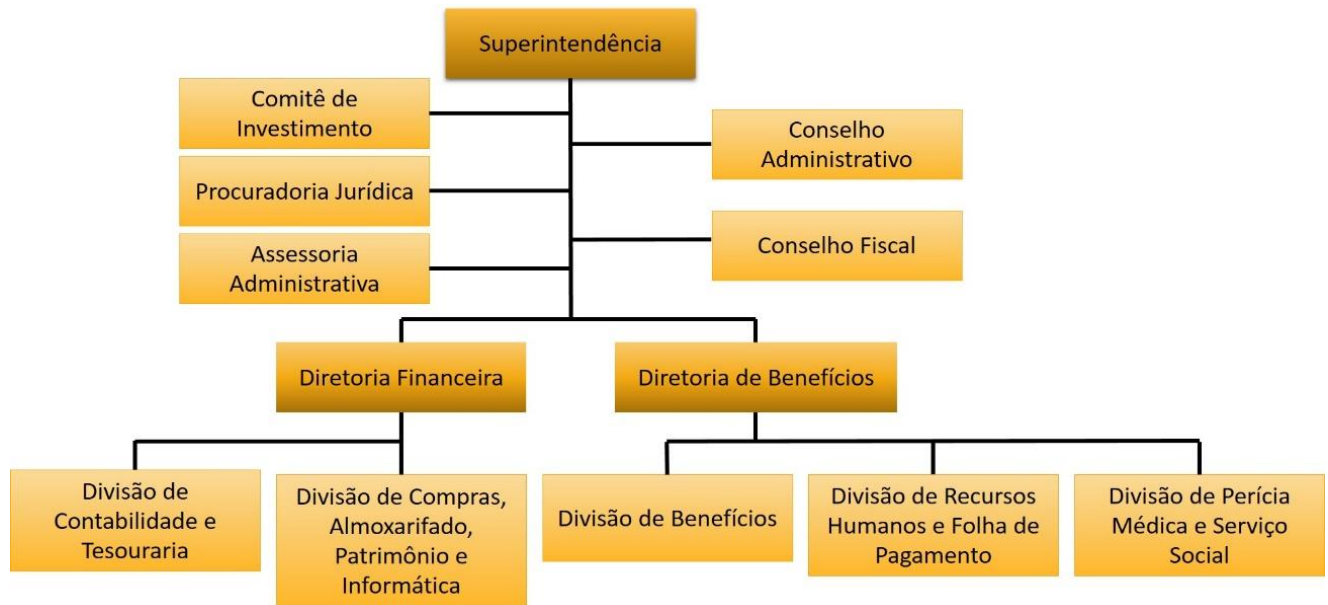 Superintendência
Comitê de
Investimento
Conselho
Administrativo
Procuradoria Jurídica
Conselho Fiscal
Assessoria
Administrativa
Diretoria Financeira
Diretoria de Benefícios
Divisão de
Contabilidade e
Tesouraria
Divisão de Compras,
Almoxarifado,
Patrimônio e
Informática
Divisão de Benefícios
Divisão de Recursos
Humanos e Folha de
Pagamento
Divisão de Perícia
Médica e Serviço
Social